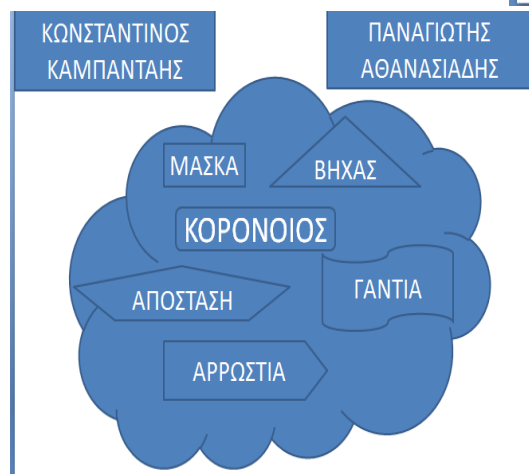 ΚΩΝΣΤΑΝΤΙΝΟΣ
ΚΑΜΠΑΝΤΑΗΣ
ΠΑΝΑΓΙΩΤΗΣ
ΑΘΑΝΑΣΙΑΔΗΣ
ΜΑΣΚΑ
ΒΗΧΑΣ
ΚΟΡΟΝΟΙΟΣ
ΑΠΟΣΤΑΣΗ
ΓΑΝΤΙΑ
ΑΡΡΩΣΤΙΑ